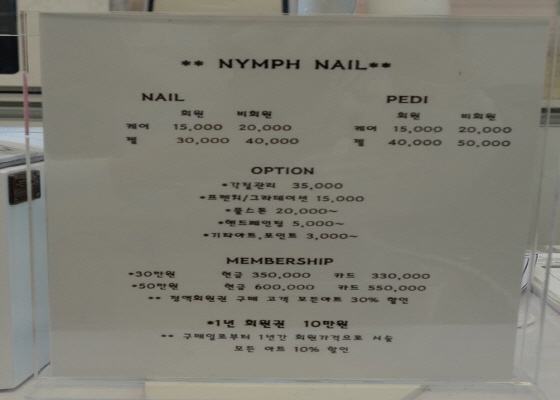 ** NYMPH NAIL**
NAIL PEDI
회원 비회원 회원 비회원
케어 15,000 20,000 케어 15,000 20,000
젤 30,000 40,000 젤 40,000 50,000
OPTION
*각질관리 35,000
*프렌치/그라데이션 15,000
*풀스톤 20,000~
*핸드페인팅 5,000~
*기타아트,포인트 3,000~
MEMBERSHIP
*30만원 현금 350,000 카드 330,000
*50만원 현금 600,000 카드 550,000
** 정액회원권 구매 고객 모든아트 30% 할인
*1년 회원권 10만원
** 구매일로부터 1년간 회원가격으로 시술
모든 아트 10% 할인